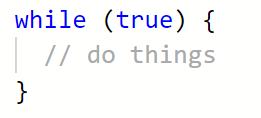 while (true) {
  // do things
}